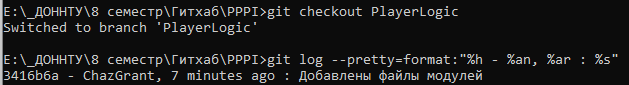 E:\_ДОННТУ\8 семестр\Гитхаб\PPPI>git checkout PlayerLogic
Switched to branch 'PlayerLogic'
E:\_ДОННТУ\8 семестр\Гитхаб\PPPI>git log --pretty=format:"%h - %an, %ar : %s"
3416b6a - ChazGrant, 7 minutes ago : Добавлены файлы модулей